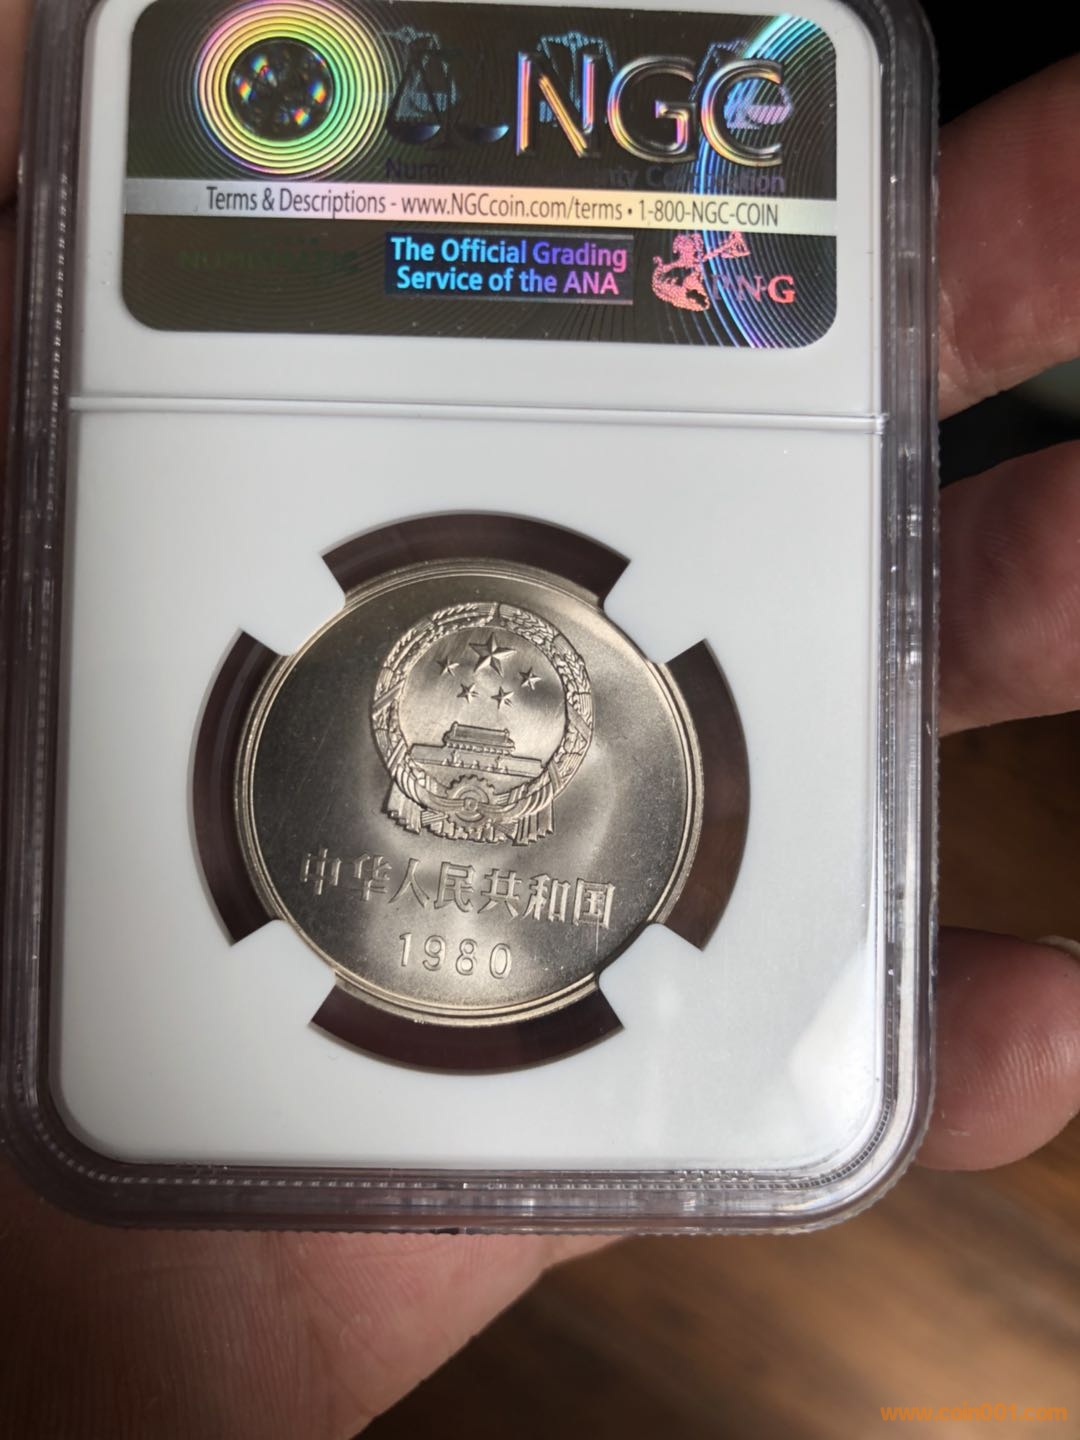 NGC
Terms & Descriptions - www.NGCcoin.com/terms • 1-800-NGC-COIN
The Official Grading
Service of the ANA
PNG
中华人民共和国
1980
www.coin001.com